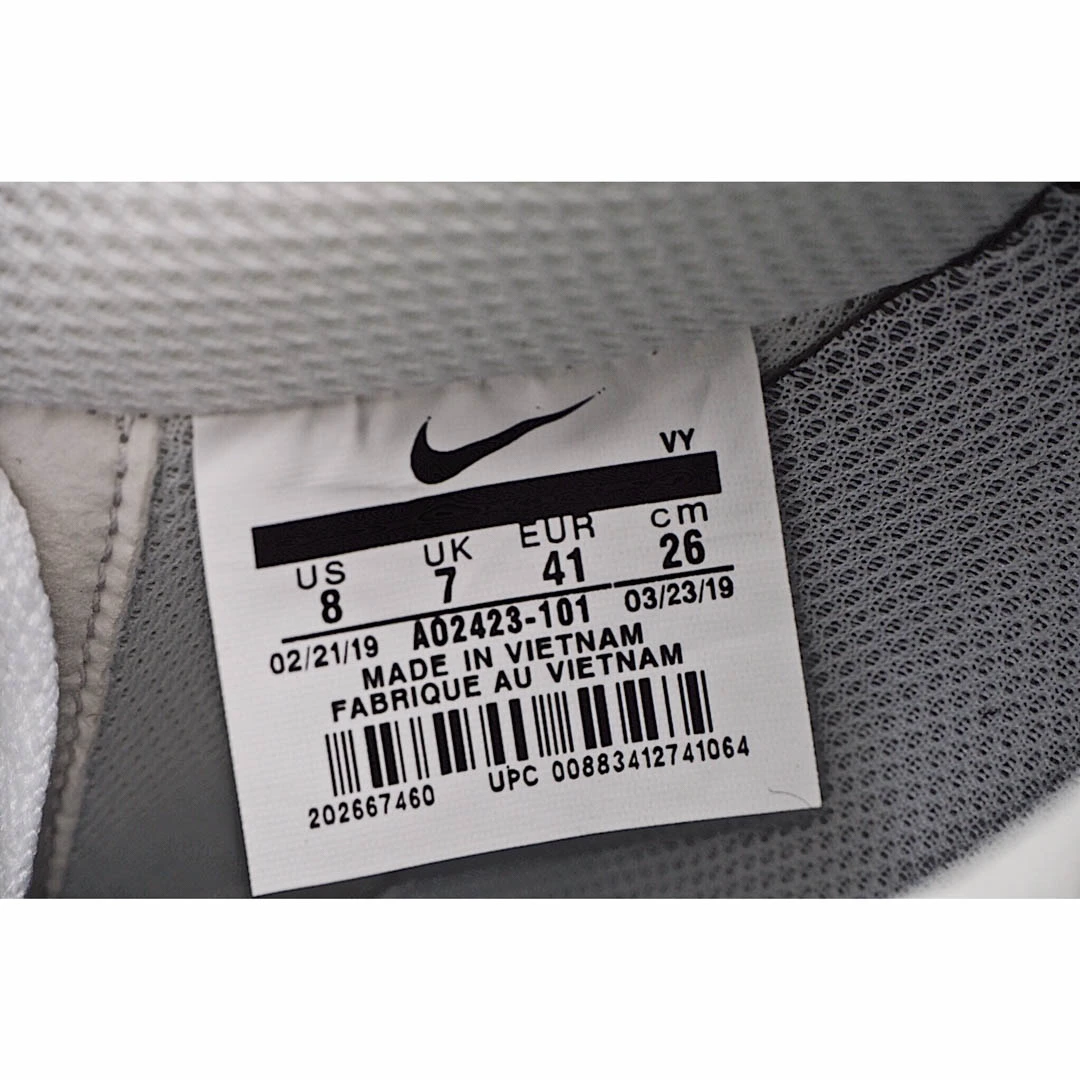 VY
US UK EUR cm
8 7 41 26
02/21/19 AO2423-101 03/23/19
MADE IN VIETNAM
FABRIQUE AU VIETNAM
202667460 UPC 00883412741064